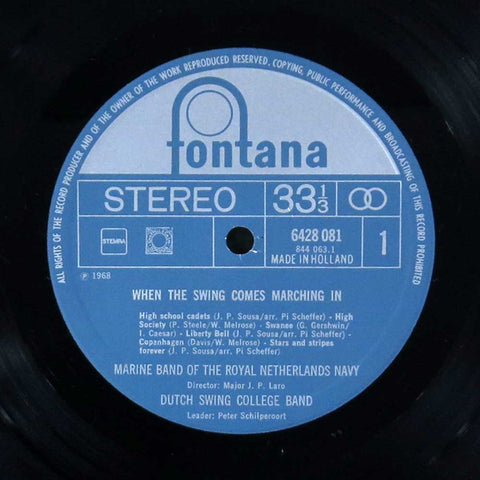 ALL RIGHTS OF THE RECORD PRODUCER AND OF THE OWNER OF THE WORK REPRODUCED RESERVED. COPYING, PUBLIC PERFORMANCE AND BROADCASTING OF THIS RECORD PROHIBITED
fontana
STEREO 33 1/3
6428 081
1
844 063.1
MADE IN HOLLAND
STEMRA
℗ 1968
WHEN THE SWING COMES MARCHING IN
High school cadets (J. P. Sousa/arr. Pi Scheffer) - High
Society (P. Steele/W. Melrose) - Swanee (G. Gershwin/
I. Caesar) - Liberty Bell (J. P. Sousa/arr. Pi Scheffer) -
Copenhagen (Davis/W. Melrose) - Stars and stripes
forever (J. P. Sousa/arr. Pi Scheffer)
MARINE BAND OF THE ROYAL NETHERLANDS NAVY
Director: Major J. P. Laro
DUTCH SWING COLLEGE BAND
Leader: Peter Schilperoort